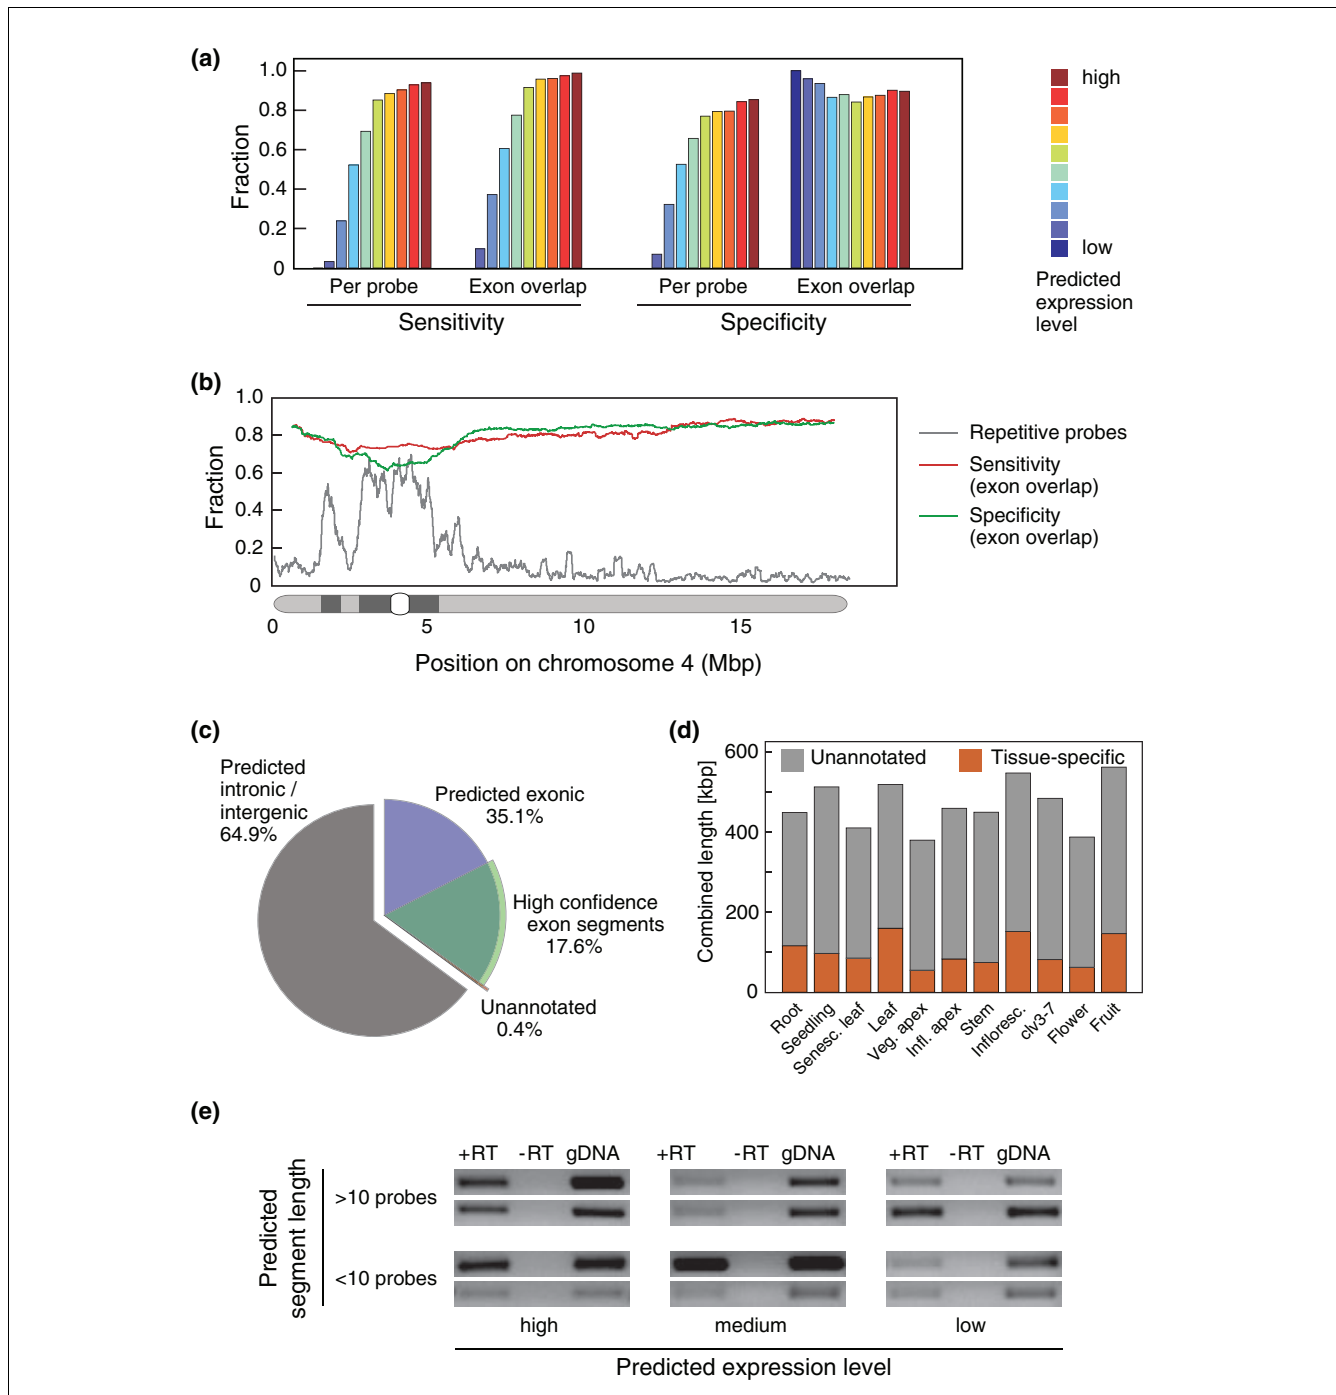 (a)
1.0
0.8
0.6
0.4
0.2
0
Fraction
Per probe
Exon overlap
Per probe
Exon overlap
Sensitivity
Specificity
high
low
Predicted
expression
level
(b)
1.0
0.8
0.6
0.4
0.2
0
Fraction
0
5
10
15
Position on chromosome 4 (Mbp)
Repetitive probes
Sensitivity
(exon overlap)
Specificity
(exon overlap)
(c)
Predicted
intronic /
intergenic
64.9%
Predicted exonic
35.1%
High confidence
exon segments
17.6%
Unannotated
0.4%
(d)
600
400
200
0
Combined length [kbp]
Unannotated
Tissue-specific
Root
Seedling
Senesc. leaf
Leaf
Veg. apex
Infl. apex
Stem
Infloresc.
clv3-7
Flower
Fruit
(e)
+RT -RT gDNA
+RT -RT gDNA
+RT -RT gDNA
Predicted
segment length
>10 probes
<10 probes
high
medium
low
Predicted expression level